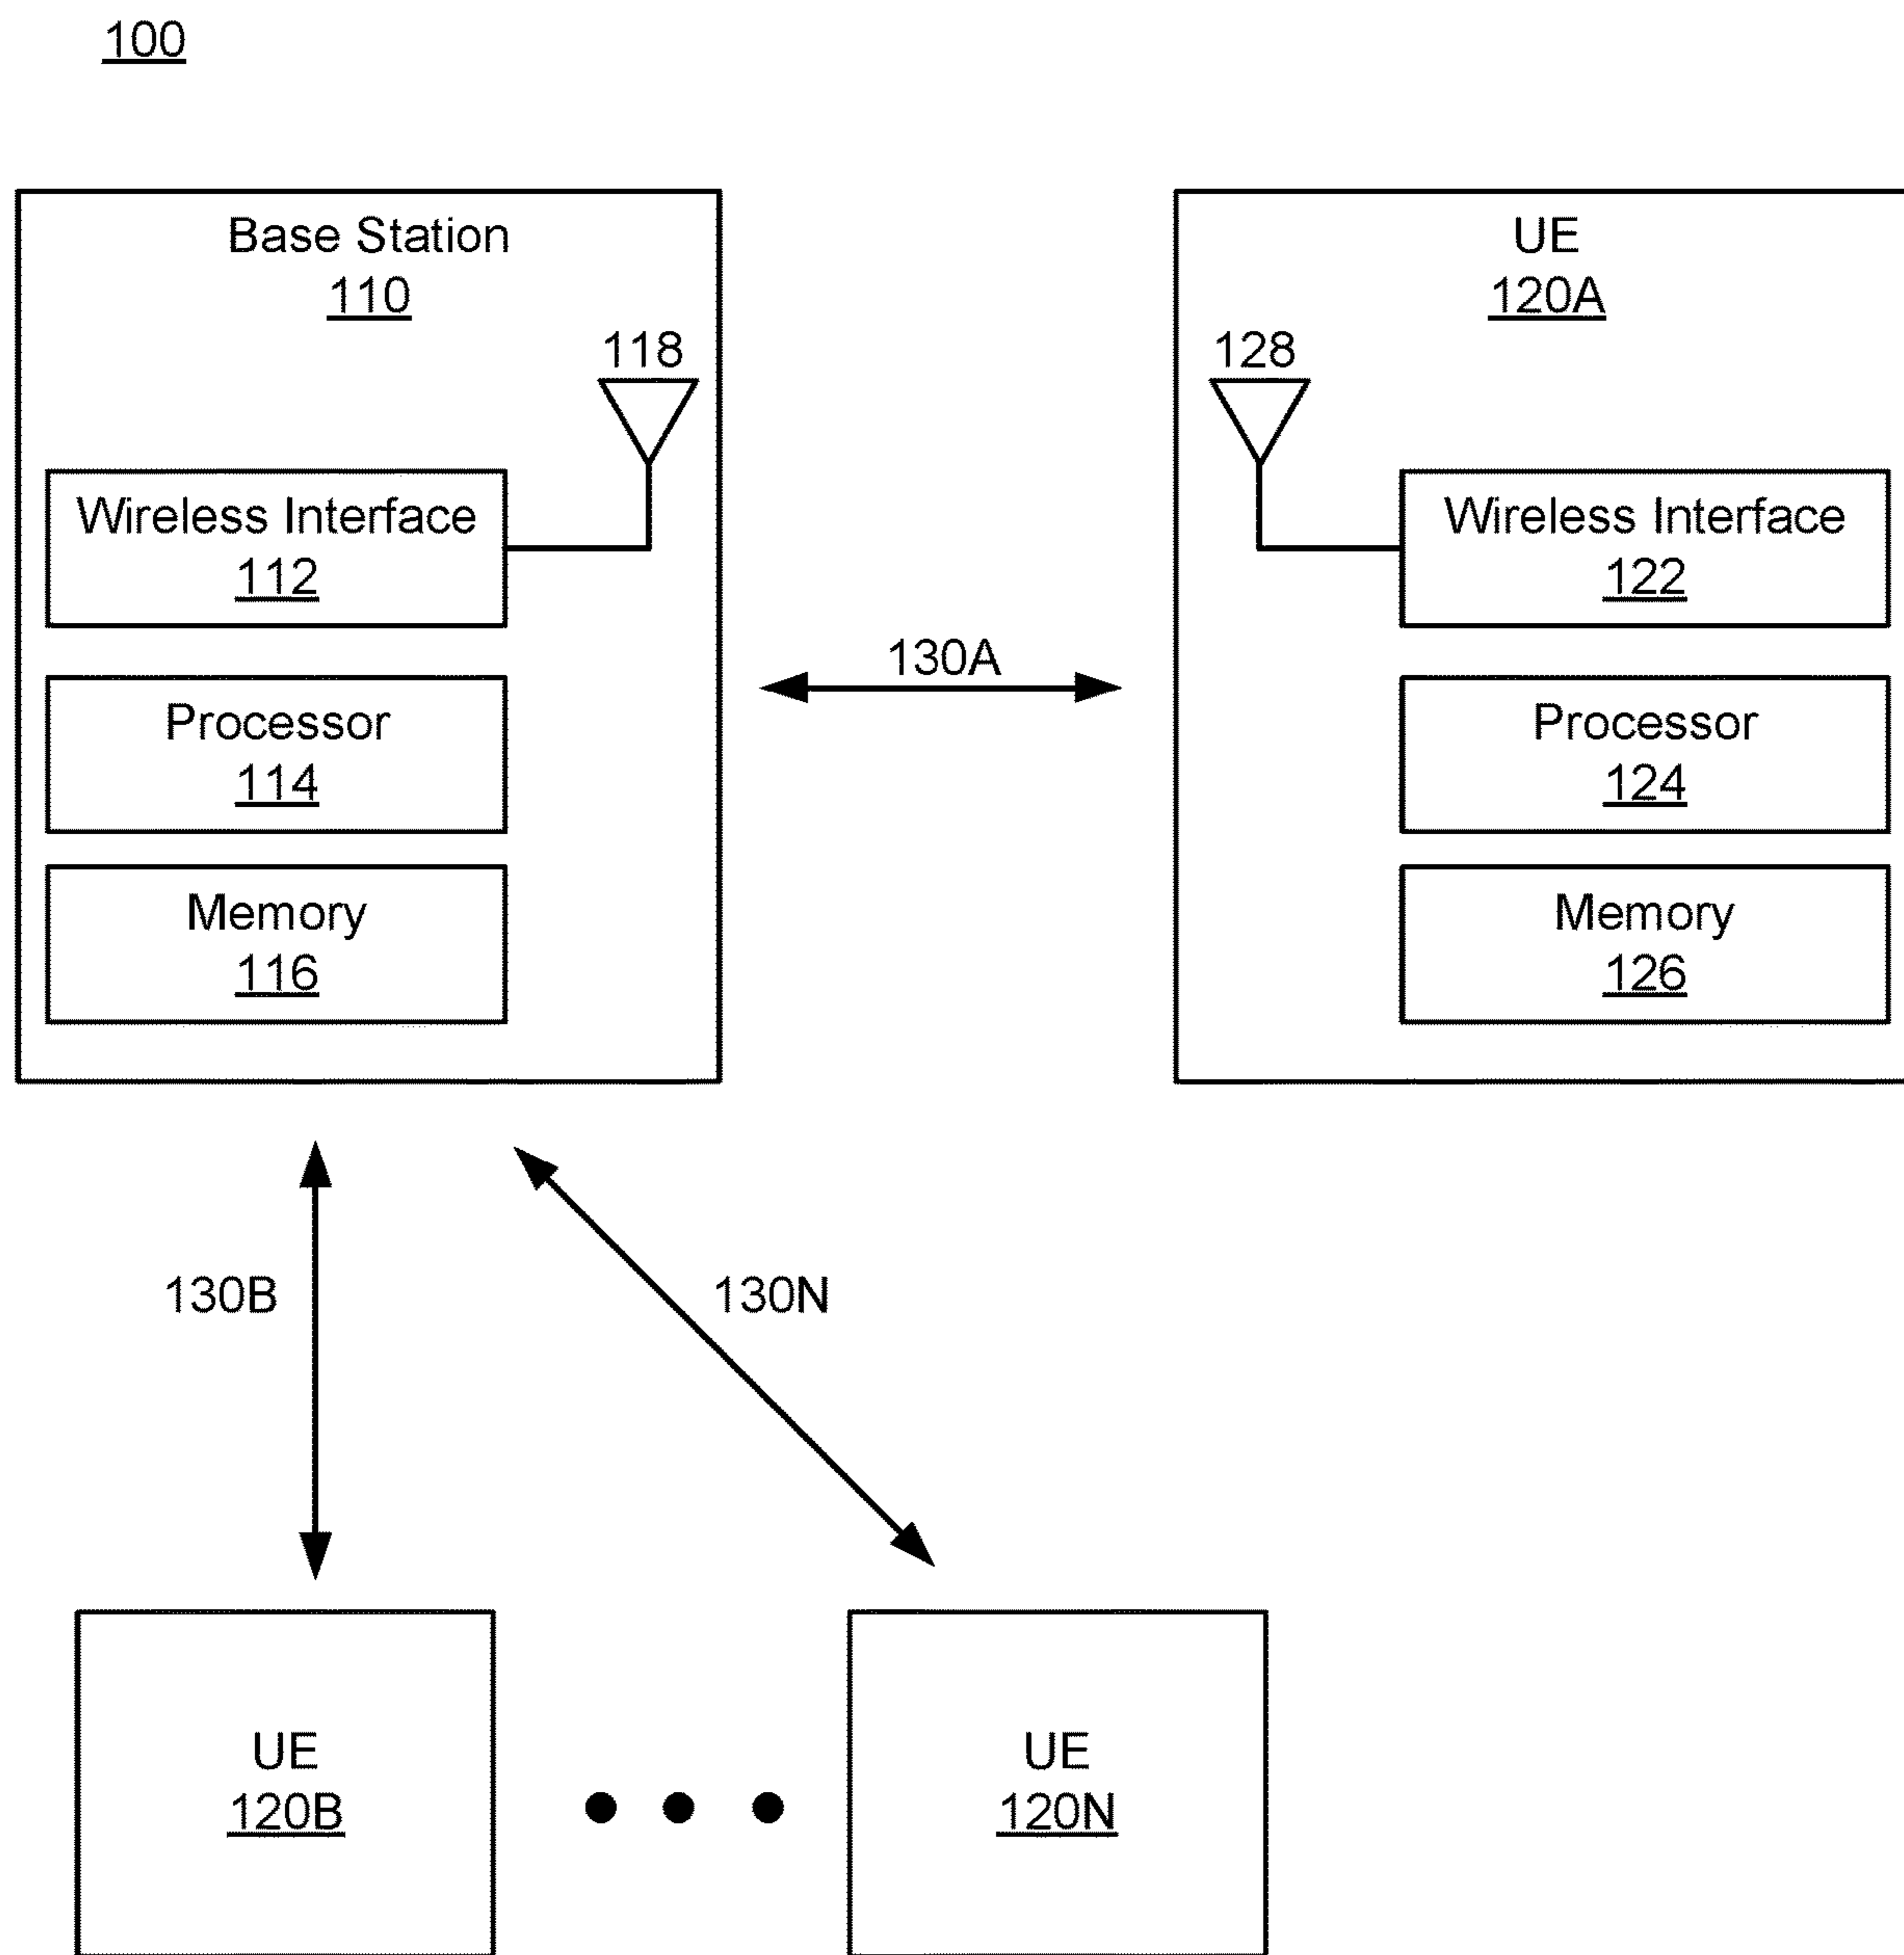 100
Base Station
110
118
Wireless Interface
112
Processor
114
Memory
116
130A
UE
120A
128
Wireless Interface
122
Processor
124
Memory
126
130B
130N
UE
120B
UE
120N